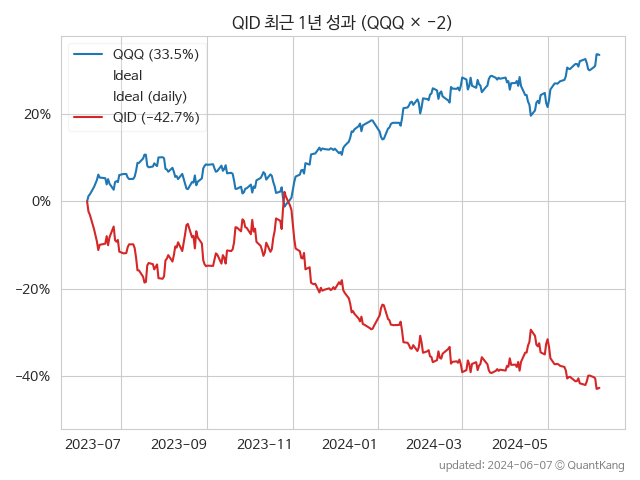 QID 최근 1년 성과 (QQQ × −2)
QQQ (33.5%)
Ideal
Ideal (daily)
QID (−42.7%)
20%
0%
−20%
−40%
2023−07
2023−09
2023−11
2024−01
2024−03
2024−05
updated: 2024-06-07 © QuantKang